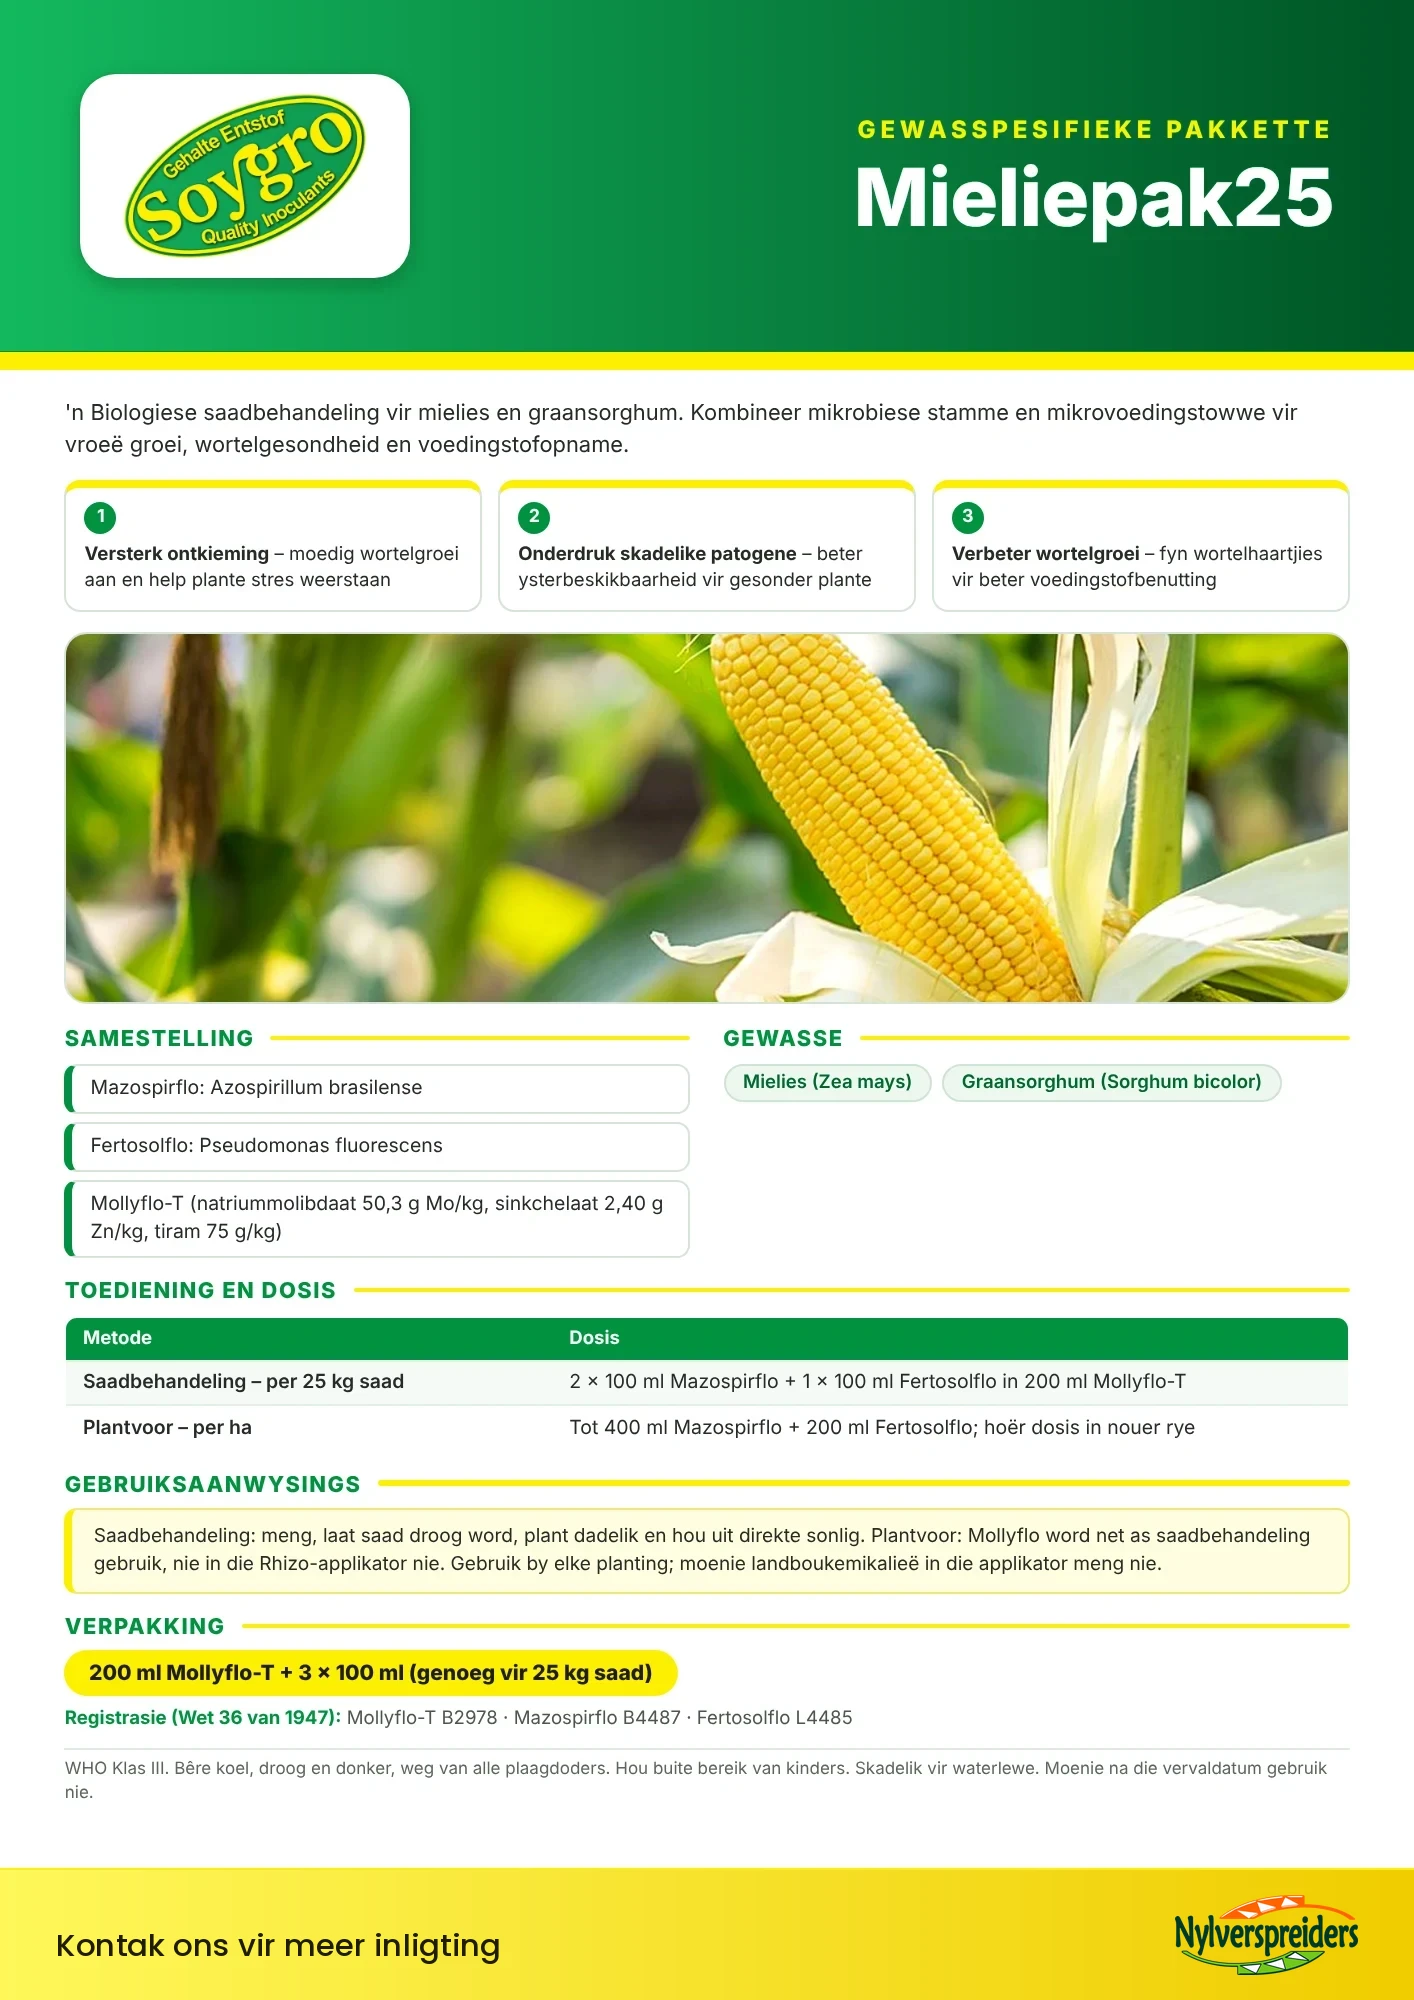 Gehalte Entstof
Soygro
Quality Inoculants
GEWASSPESIFIEKE PAKKETTE
Mieliepak25
'n Biologiese saadbehandeling vir mielies en graansorghum. Kombineer mikrobiese stamme en mikrovoedingstowwe vir
vroeë groei, wortelgesondheid en voedingstofopname.
1
Versterk ontkieming – moedig wortelgroei
aan en help plante stres weerstaan
2
Onderdruk skadelike patogene – beter
ysterbeskikbaarheid vir gesonder plante
3
Verbeter wortelgroei – fyn wortelhaartjies
vir beter voedingstofbenutting
SAMESTELLING
Mazospirflo: Azospirillum brasilense
Fertosolflo: Pseudomonas fluorescens
Mollyflo-T (natriummolibdaat 50,3 g Mo/kg, sinkchelaat 2,40 g
Zn/kg, tiram 75 g/kg)
GEWASSE
Mielies (Zea mays) Graansorghum (Sorghum bicolor)
TOEDIENING EN DOSIS
Metode Dosis
Saadbehandeling – per 25 kg saad 2 × 100 ml Mazospirflo + 1 × 100 ml Fertosolflo in 200 ml Mollyflo-T
Plantvoor – per ha Tot 400 ml Mazospirflo + 200 ml Fertosolflo; hoër dosis in nouer rye
GEBRUIKSAANWYSINGS
Saadbehandeling: meng, laat saad droog word, plant dadelik en hou uit direkte sonlig. Plantvoor: Mollyflo word net as saadbehandeling
gebruik, nie in die Rhizo-applikator nie. Gebruik by elke planting; moenie landboukemikalieë in die applikator meng nie.
VERPAKKING
200 ml Mollyflo-T + 3 × 100 ml (genoeg vir 25 kg saad)
Registrasie (Wet 36 van 1947): Mollyflo-T B2978 · Mazospirflo B4487 · Fertosolflo L4485
WHO Klas III. Bêre koel, droog en donker, weg van alle plaagdoders. Hou buite bereik van kinders. Skadelik vir waterlewe. Moenie na die vervaldatum gebruik
nie.
Kontak ons vir meer inligting
Nylverspreiders